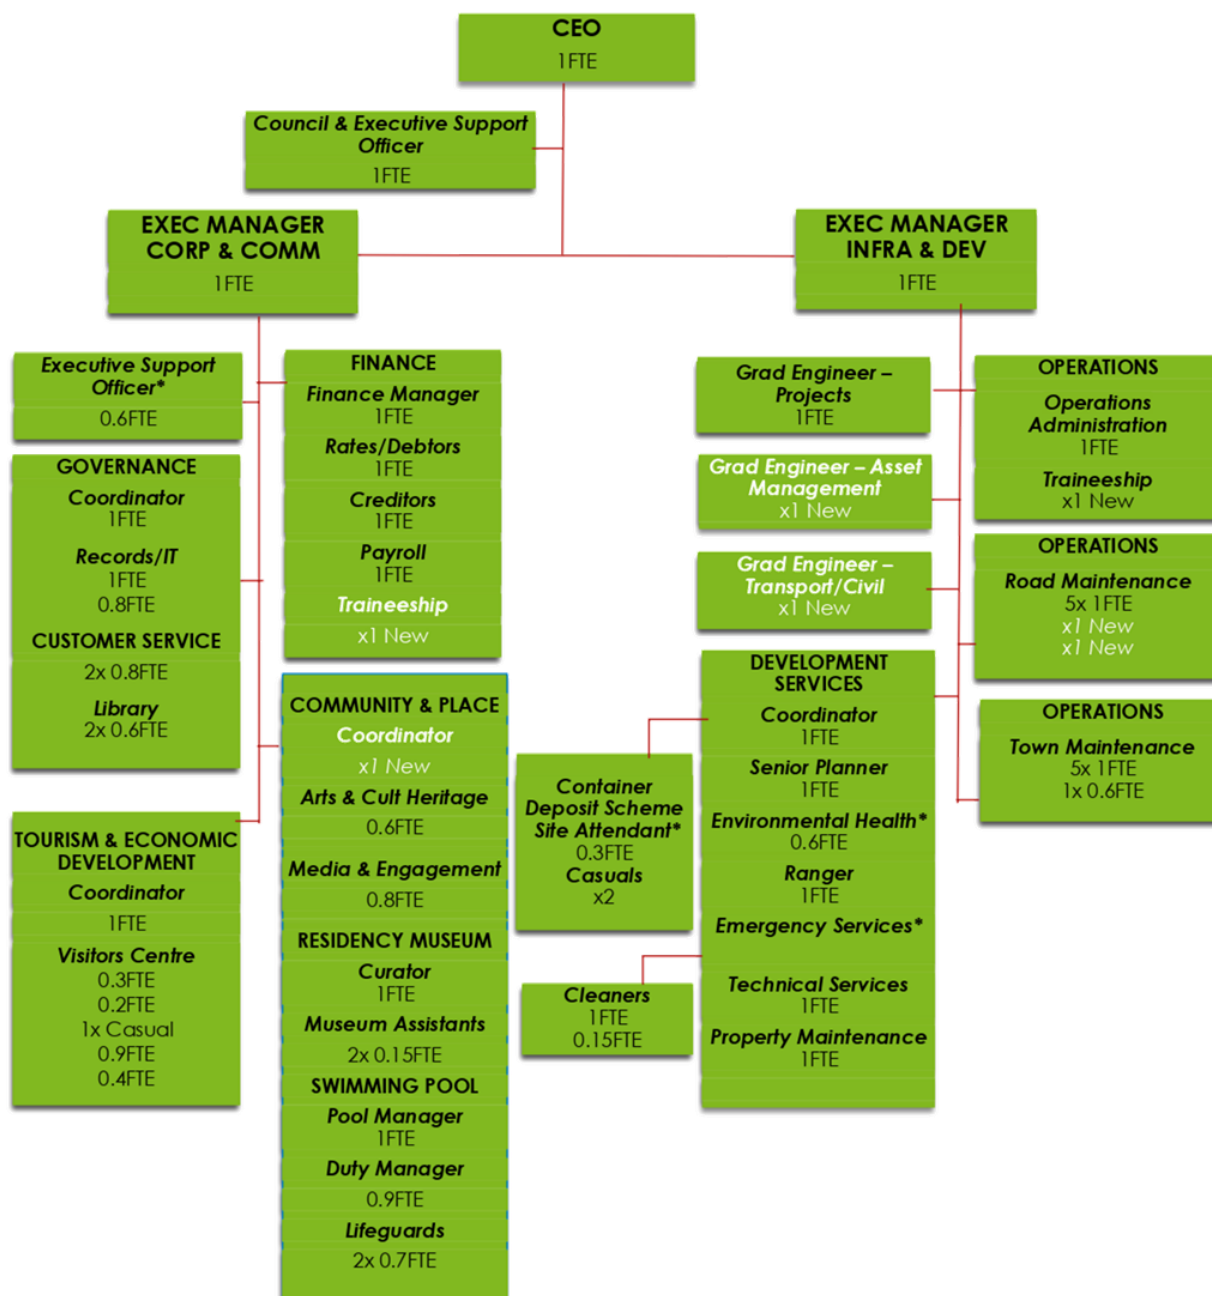 CEO
1FTE
Council & Executive Support
Officer
1FTE
EXEC MANAGER
CORP & COMM
1FTE
EXEC MANAGER
INFRA & DEV
1FTE
Executive Support
Officer*
0.6FTE
GOVERNANCE
Coordinator
1FTE
Records/IT
1FTE
0.8FTE
CUSTOMER SERVICE
2x 0.8FTE
Library
2x 0.6FTE
TOURISM & ECONOMIC
DEVELOPMENT
Coordinator
1FTE
Visitors Centre
0.3FTE
0.2FTE
1x Casual
0.9FTE
0.4FTE
FINANCE
Finance Manager
1FTE
Rates/Debtors
1FTE
Creditors
1FTE
Payroll
1FTE
Traineeship
x1 New
COMMUNITY & PLACE
Coordinator
x1 New
Arts & Cult Heritage
0.6FTE
Media & Engagement
0.8FTE
RESIDENCY MUSEUM
Curator
1FTE
Museum Assistants
2x 0.15FTE
SWIMMING POOL
Pool Manager
1FTE
Duty Manager
0.9FTE
Lifeguards
2x 0.7FTE
Grad Engineer –
Projects
1FTE
Grad Engineer – Asset
Management
x1 New
Grad Engineer –
Transport/Civil
x1 New
DEVELOPMENT
SERVICES
Coordinator
1FTE
Senior Planner
1FTE
Environmental Health*
0.6FTE
Ranger
1FTE
Emergency Services*
Technical Services
1FTE
Property Maintenance
1FTE
Container
Deposit Scheme
Site Attendant*
0.3FTE
Casuals
x2
Cleaners
1FTE
0.15FTE
OPERATIONS
Operations
Administration
1FTE
Traineeship
x1 New
OPERATIONS
Road Maintenance
5x 1FTE
x1 New
x1 New
OPERATIONS
Town Maintenance
5x 1FTE
1x 0.6FTE